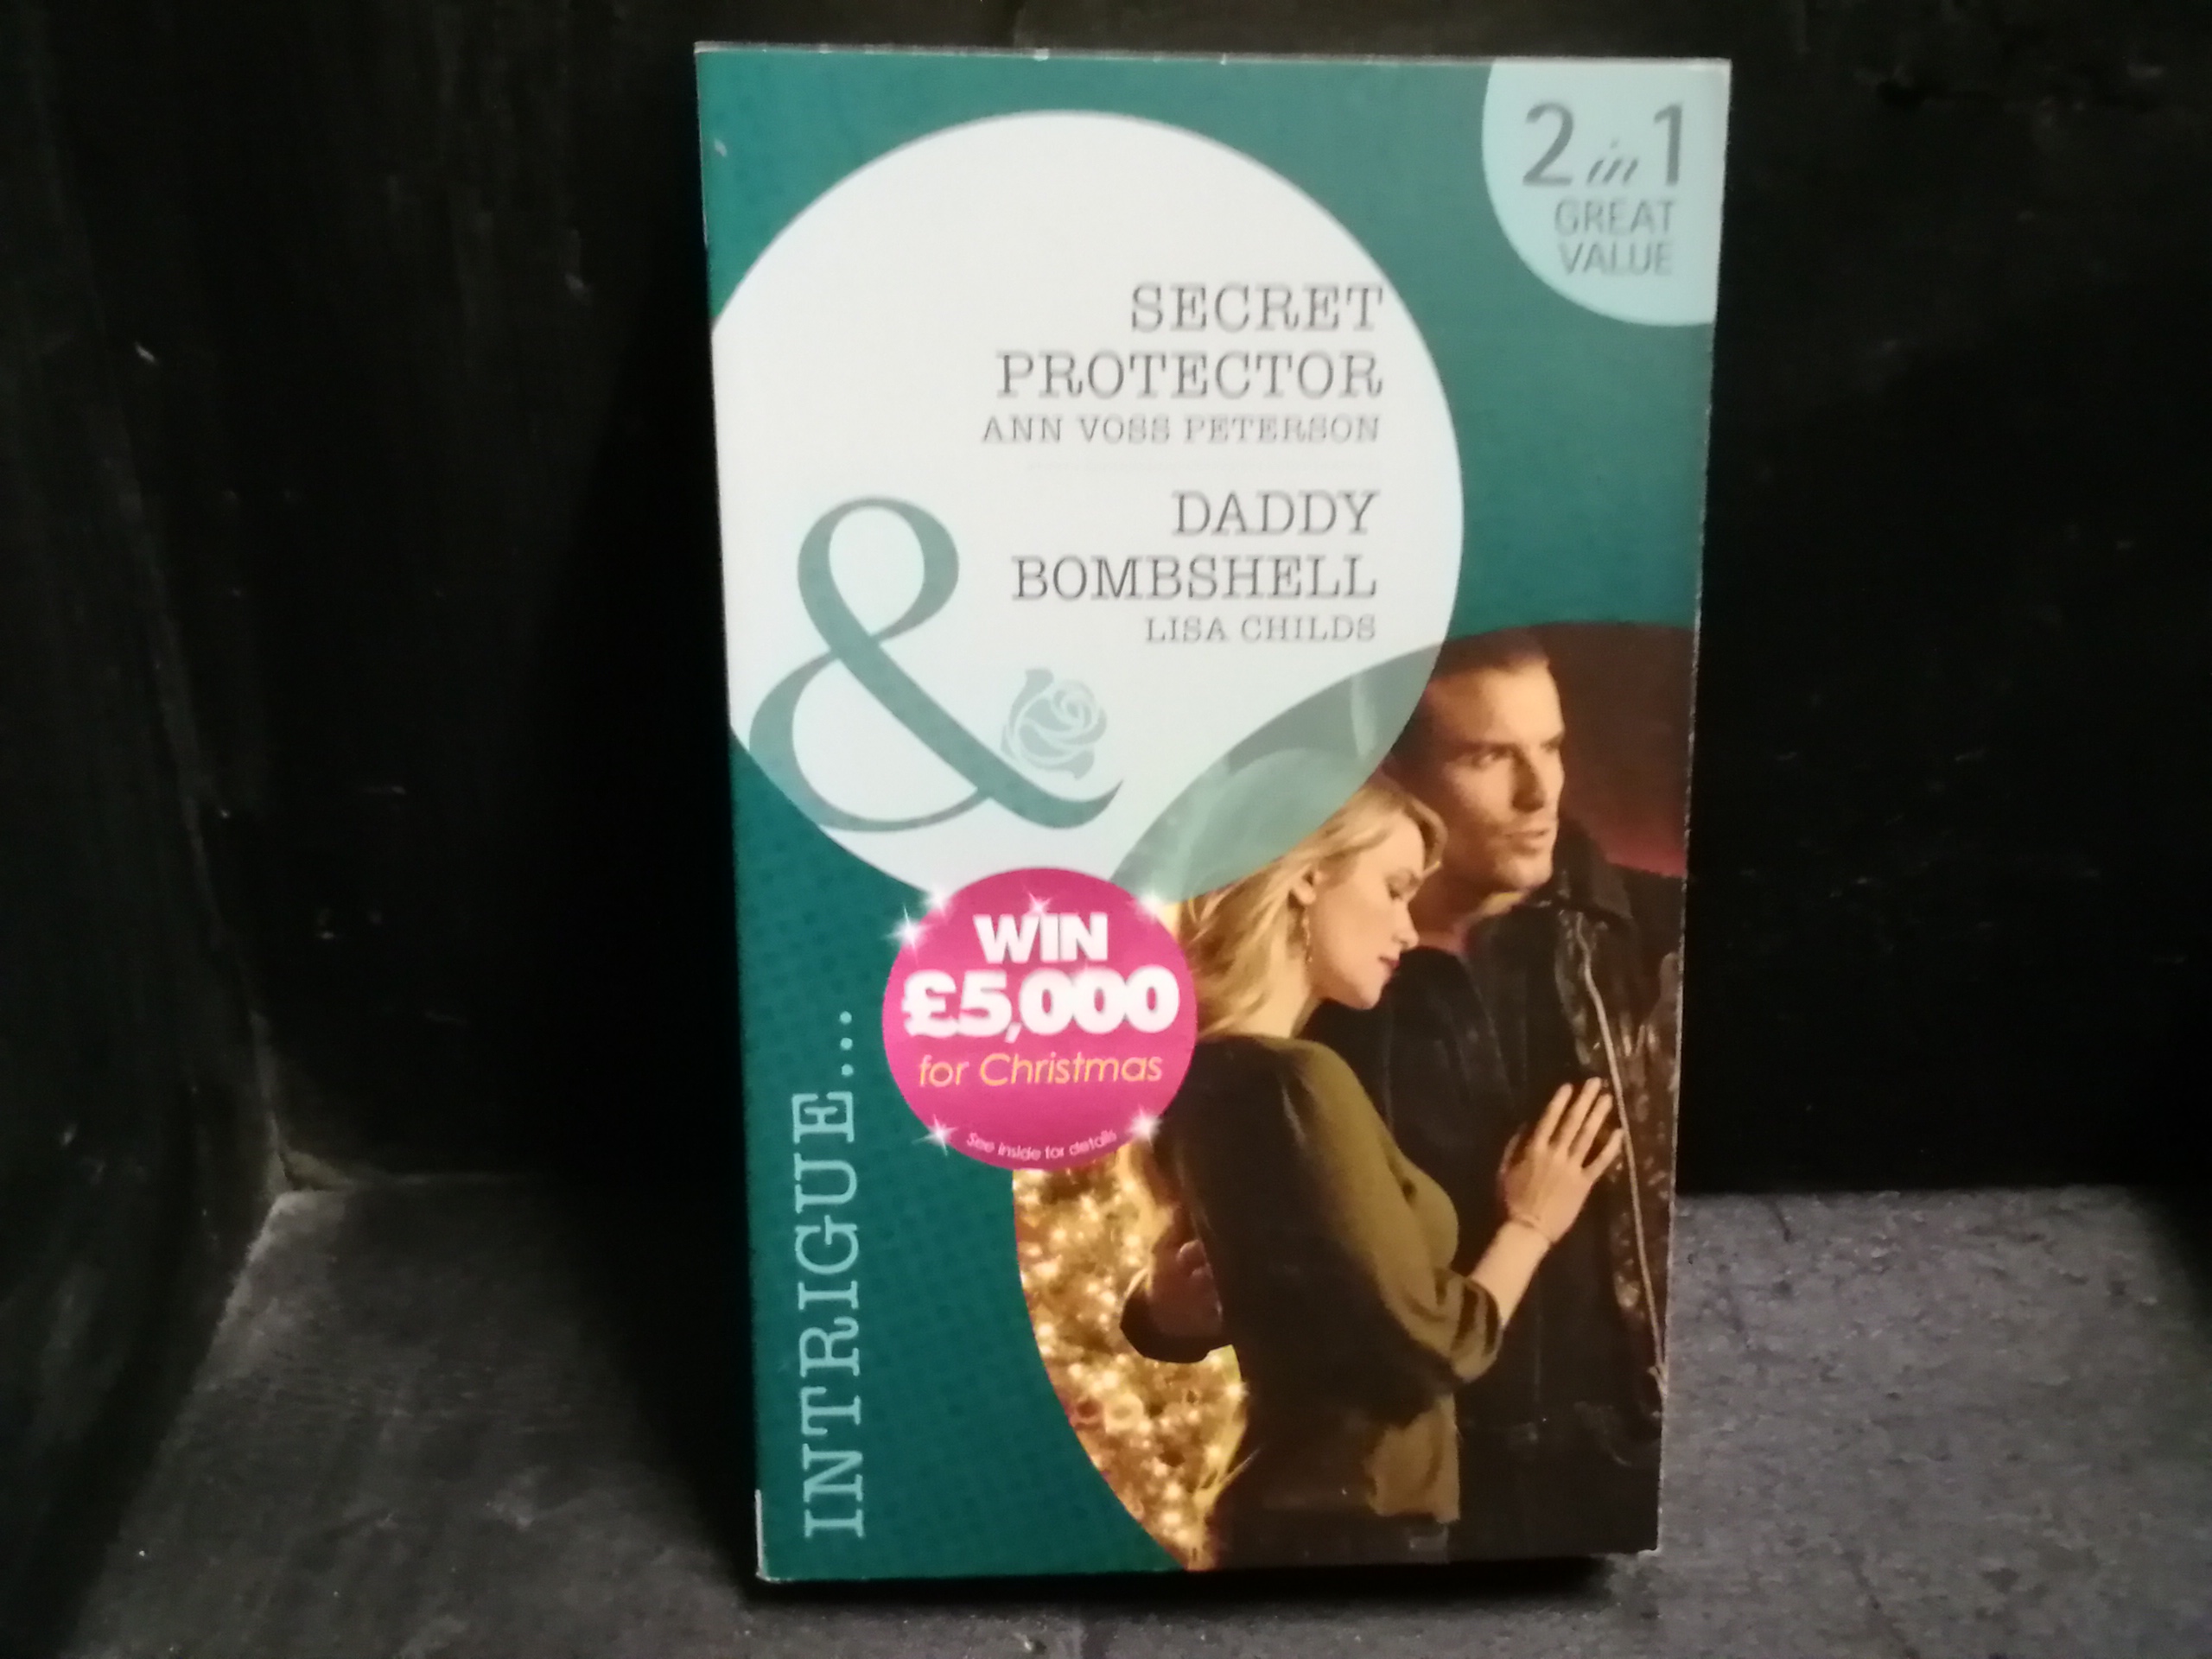 2 in 1
GREAT
VALUE
SECRET
PROTECTOR
ANN VOSS PETERSON
DADDY
BOMBSHELL
LISA CHILDS
&
WIN
£5,000
for Christmas
See inside for details
INTRIGUE...